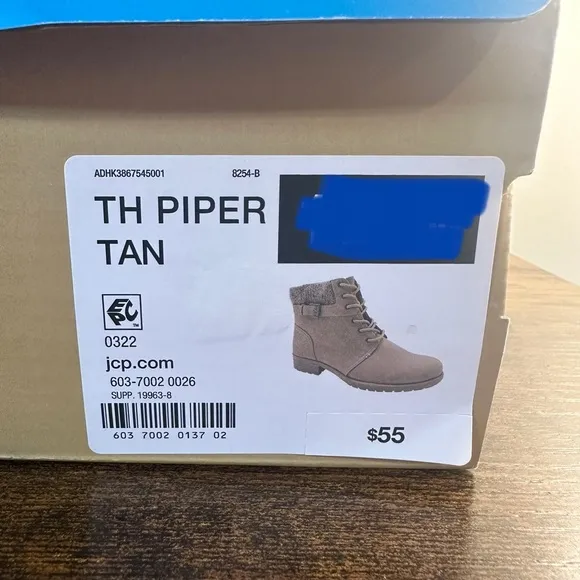 ADHK3867545001 8254-B
TH PIPER
TAN
EPC™
0322
jcp.com
603-7002 0026
SUPP. 19963-8
603 7002 0137 02
$55